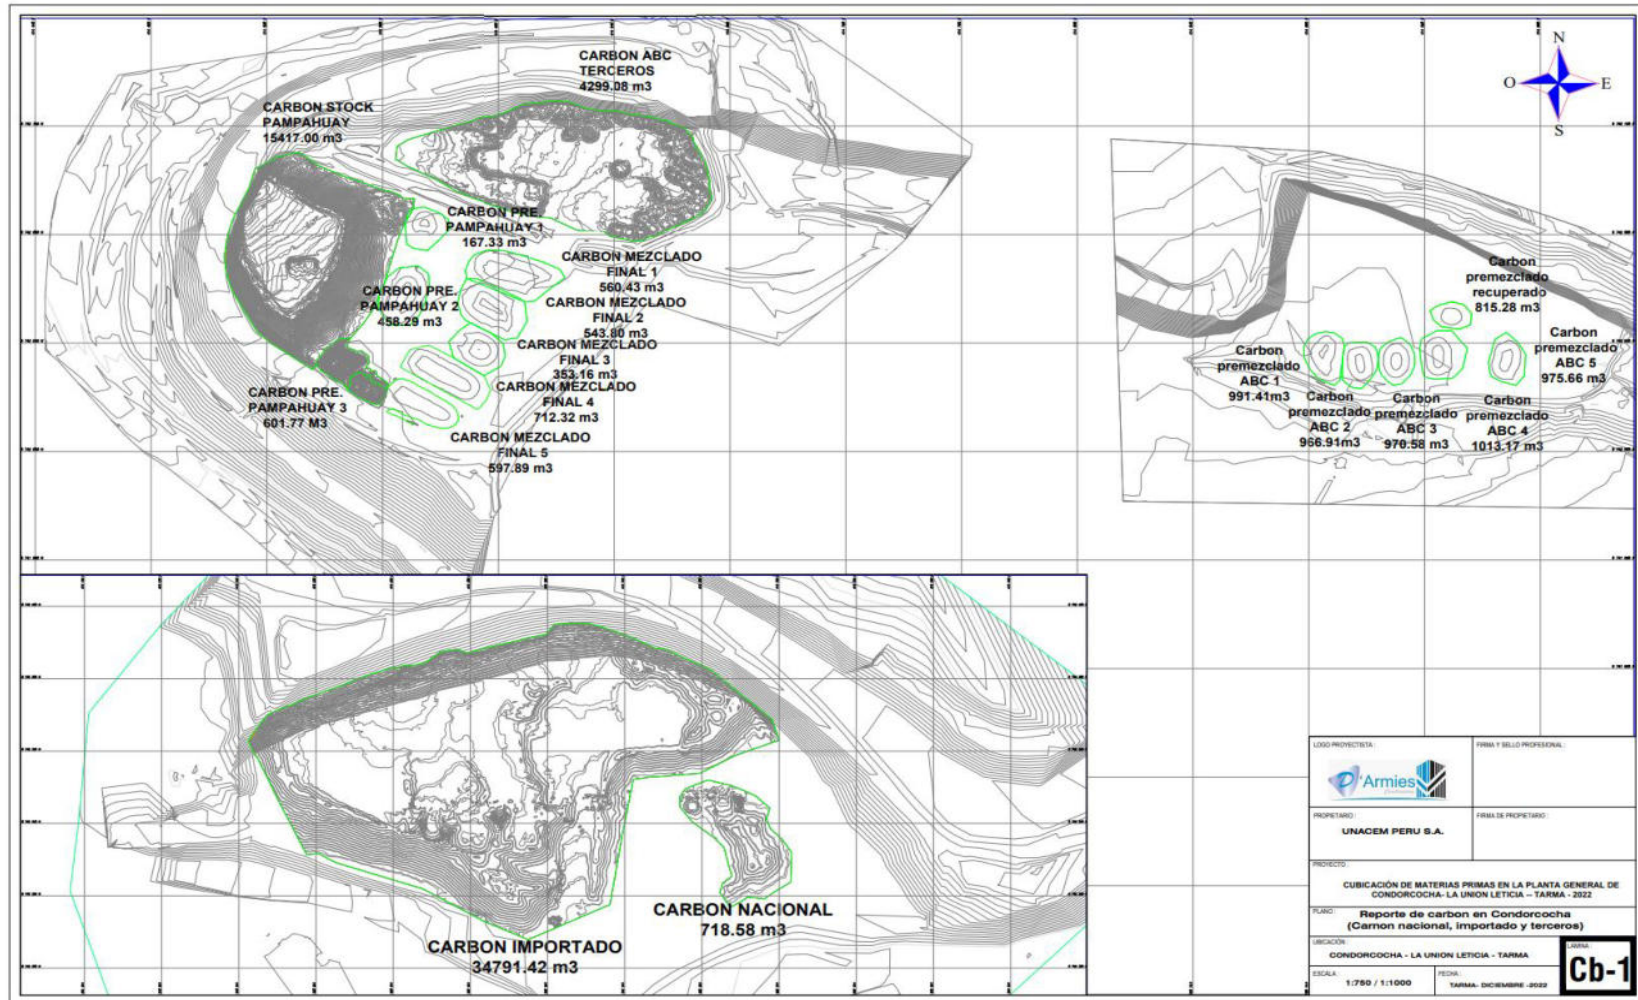 CARBON ABC
TERCEROS
4299.08 m3
CARBON STOCK
PAMPAHUAY
15417.00 m3
CARBON PRE.
PAMPAHUAY 1
167.33 m3
CARBON MEZCLADO
FINAL 1
560.43 m3
CARBON PRE.
PAMPAHUAY 2
458.29 m3
CARBON MEZCLADO
FINAL 2
543.80 m3
CARBON MEZCLADO
FINAL 3
353.16 m3
CARBON MEZCLADO
FINAL 4
712.32 m3
CARBON PRE.
PAMPAHUAY 3
601.77 M3
CARBON MEZCLADO
FINAL 5
597.89 m3
N
O
E
S
Carbon
premezclado
recuperado
815.28 m3
Carbon
premezclado
ABC 1
991.41m3
Carbon
premezclado
ABC 2
966.91m3
Carbon
premezclado
ABC 3
970.58 m3
Carbon
premezclado
ABC 4
1013.17 m3
Carbon
premezclado
ABC 5
975.66 m3
CARBON NACIONAL
718.58 m3
CARBON IMPORTADO
34791.42 m3
LOGO PROYECTISTA :
FIRMA Y SELLO PROFESIONAL :
D'Armies
PROPIETARIO :
UNACEM PERU S.A.
FIRMA DE PROPIETARIO :
PROYECTO :
CUBICACIÓN DE MATERIAS PRIMAS EN LA PLANTA GENERAL DE
CONDORCOCHA- LA UNION LETICIA – TARMA - 2022
PLANO :
Reporte de carbon en Condorcocha
(Carnon nacional, importado y terceros)
UBICACIÓN :
CONDORCOCHA - LA UNION LETICIA - TARMA
LAMINA :
Cb-1
ESCALA :
1:750 / 1:1000
FECHA :
TARMA- DICIEMBRE -2022